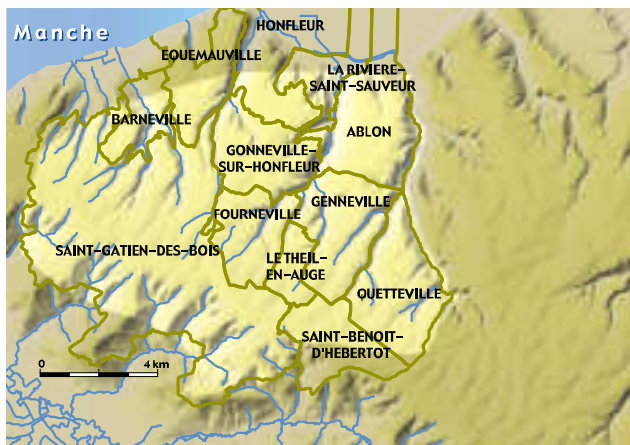 HONFLEUR
Manche
EQUEMAUVILLE
LA RIVIERE–
SAINT–SAUVEUR
BARNEVILLE
ABLON
GONNEVILLE–
SUR–HONFLEUR
GENNEVILLE
FOURNEVILLE
SAINT–GATIEN–DES–BOIS
LE THEIL–
EN–AUGE
QUETTEVILLE
SAINT–BENOIT–
D'HEBERTOT
0 4 km